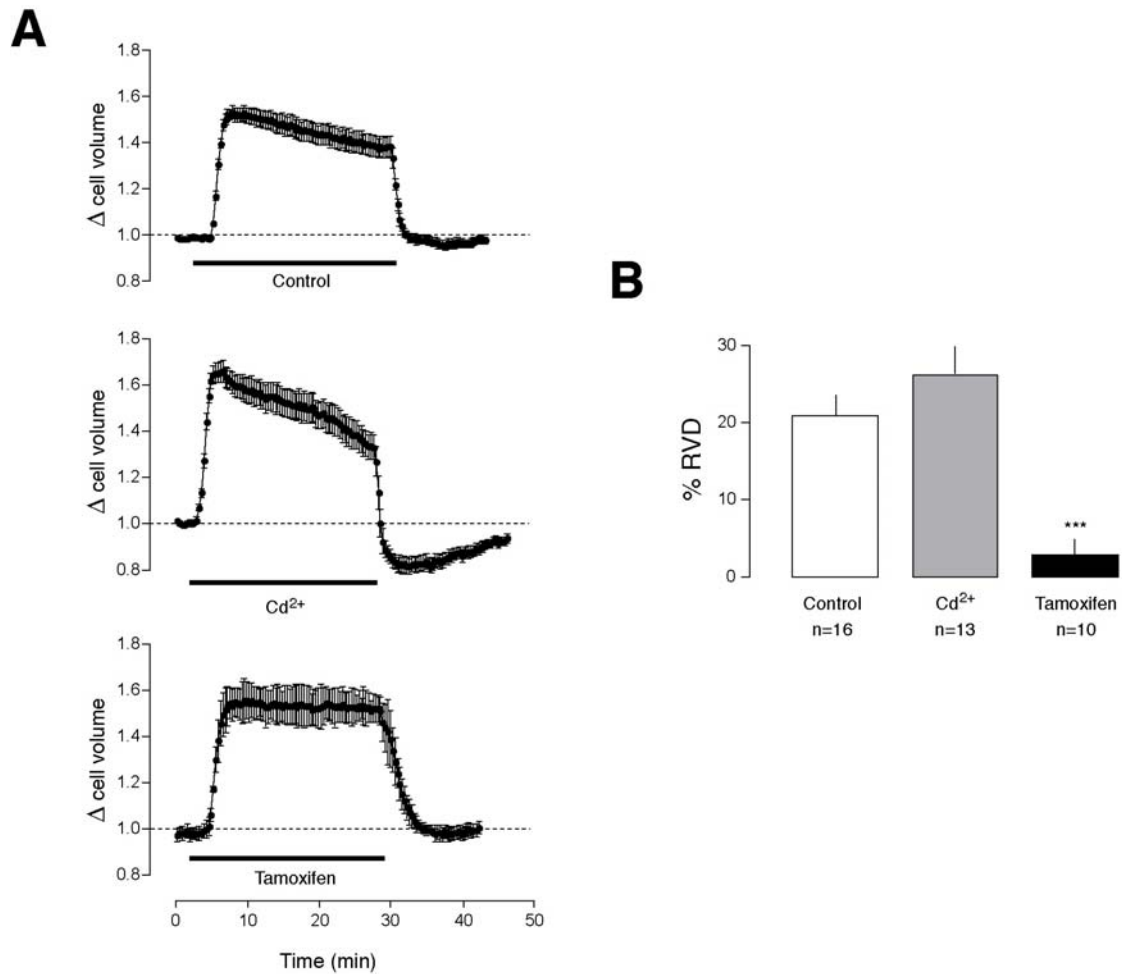 A
1.8
1.6
1.4
1.2
1.0
0.8
Δ cell volume
Control
1.8
1.6
1.4
1.2
1.0
0.8
Δ cell volume
Cd²⁺
1.8
1.6
1.4
1.2
1.0
0.8
Δ cell volume
Tamoxifen
0 10 20 30 40 50
Time (min)
B
30
20
10
0
% RVD
***
Control Cd²⁺ Tamoxifen
n=16 n=13 n=10